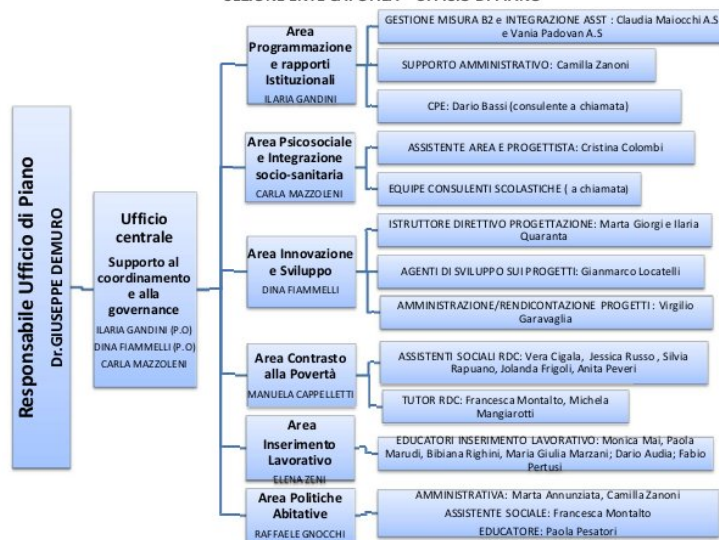 Responsabile Ufficio di Piano
Dr.GIUSEPPE DEMURO
Ufficio
centrale
Supporto al
coordinamento
e alla
governance
ILARIA GANDINI (P.O)
DINA FIAMMELLI (P.O)
CARLA MAZZOLENI
Area
Programmazione
e rapporti
Istituzionali
ILARIA GANDINI
GESTIONE MISURA B2 e INTEGRAZIONE ASST : Claudia Maiocchi A.S
e Vania Padovan A.S
SUPPORTO AMMINISTRATIVO: Camilla Zanoni
CPE: Dario Bassi (consulente a chiamata)
Area Psicosociale
e Integrazione
socio-sanitaria
CARLA MAZZOLENI
ASSISTENTE AREA E PROGETTISTA: Cristina Colombi
EQUIPE CONSULENTI SCOLASTICHE ( a chiamata)
Area Innovazione
e Sviluppo
DINA FIAMMELLI
ISTRUTTORE DIRETTIVO PROGETTAZIONE: Marta Giorgi e Ilaria
Quaranta
AGENTI DI SVILUPPO SUI PROGETTI: Gianmarco Locatelli
AMMINISTRAZIONE/RENDICONTAZIONE PROGETTI : Virgilio
Garavaglia
Area Contrasto
alla Povertà
MANUELA CAPPELLETTI
ASSISTENTI SOCIALI RDC: Vera Cigala, Jessica Russo , Silvia
Rapuano, Jolanda Frigoli, Anita Peveri
TUTOR RDC: Francesca Montalto, Michela
Mangiarotti
Area
Inserimento
Lavorativo
ELENA ZENI
EDUCATORI INSERIMENTO LAVORATIVO: Monica Mai, Paola
Marudi, Bibiana Righini, Maria Giulia Marzani; Dario Audia; Fabio
Pertusi
Area Politiche
Abitative
RAFFAELE GNOCCHI
AMMINISTRATIVA: Marta Annunziata, Camilla Zanoni
ASSISTENTE SOCIALE: Francesca Montalto
EDUCATORE: Paola Pesatori